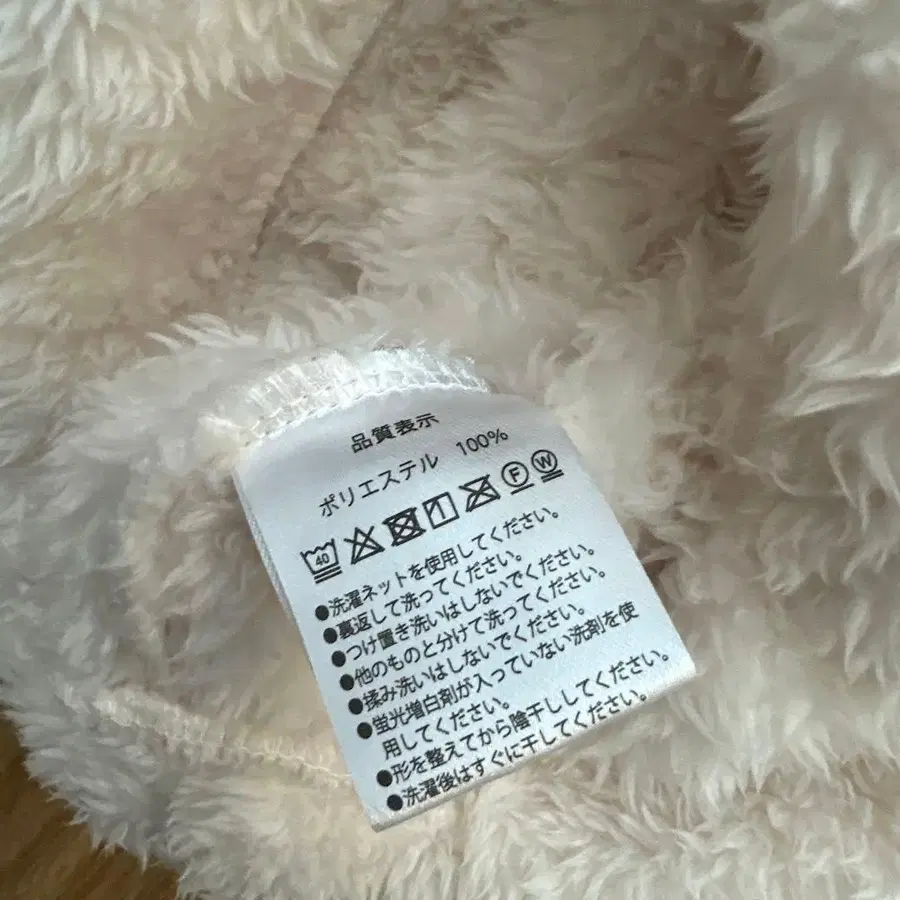 品質表示
ポリエステル 100%
40 F W
●洗濯ネットを使用してください。
●裏返して洗ってください。
●つけ置き洗いはしないでください。
●他のものと分けて洗ってください。
●揉み洗いはしないでください。
●蛍光増白剤が入っていない洗剤を使
用してください。
●形を整えてから陰干ししてください。
●洗濯後はすぐに干してください。